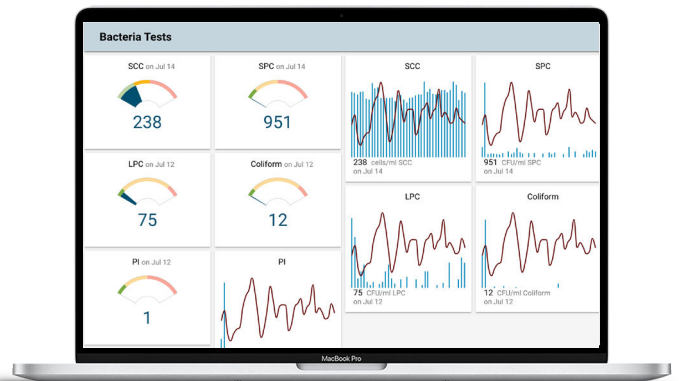 Bacteria Tests
SCC on Jul 14
238
SPC on Jul 14
951
SCC
238 cells/ml SCC
on Jul 14
SPC
951 CFU/ml SPC
on Jul 14
LPC on Jul 12
75
Coliform on Jul 12
12
LPC
75 CFU/ml LPC
on Jul 12
Coliform
12 CFU/ml Coliform
on Jul 12
PI on Jul 12
1
PI
MacBook Pro